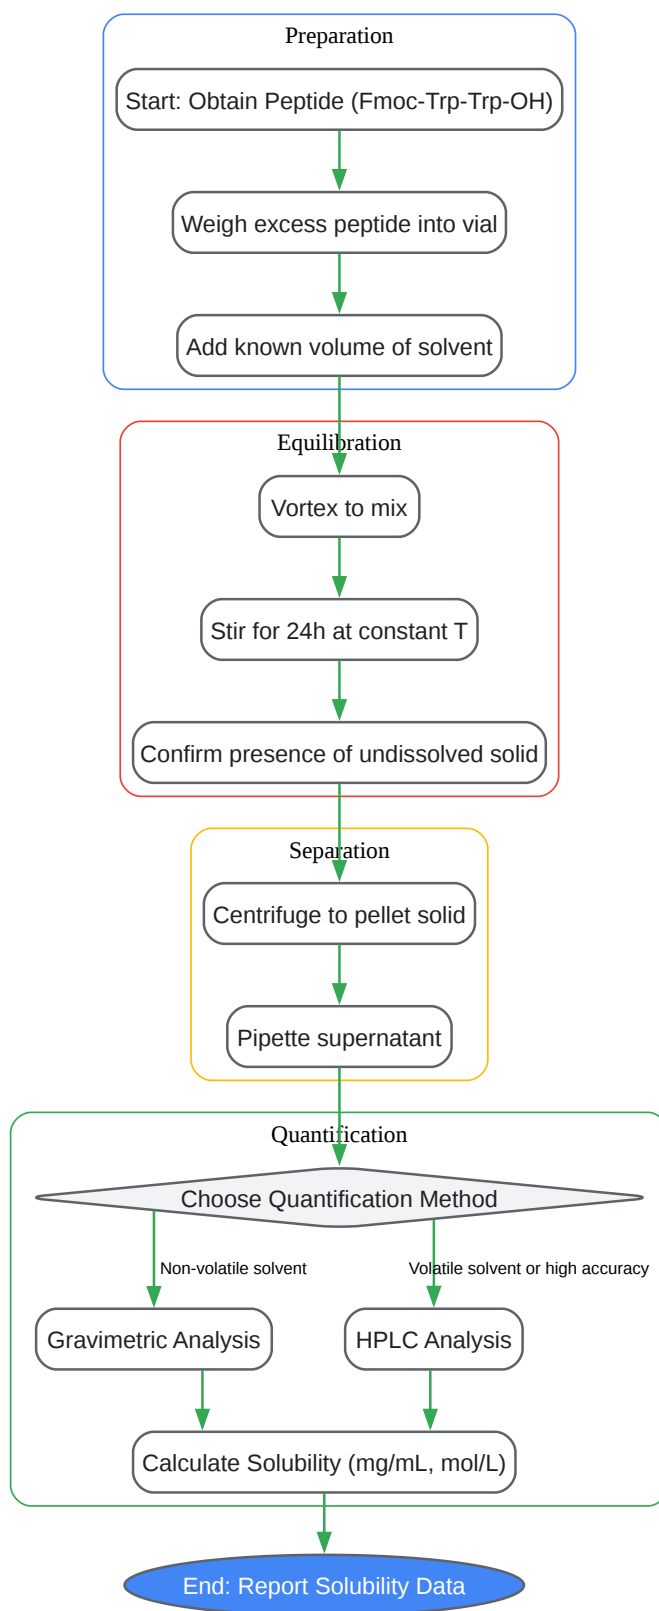 Preparation
Start: Obtain Peptide (Fmoc-Trp-Trp-OH)
Weigh excess peptide into vial
Add known volume of solvent
Equilibration
Vortex to mix
Stir for 24h at constant T
Confirm presence of undissolved solid
Separation
Centrifuge to pellet solid
Pipette supernatant
Quantification
Choose Quantification Method
Non-volatile solvent
Volatile solvent or high accuracy
Gravimetric Analysis
HPLC Analysis
Calculate Solubility (mg/mL, mol/L)
End: Report Solubility Data